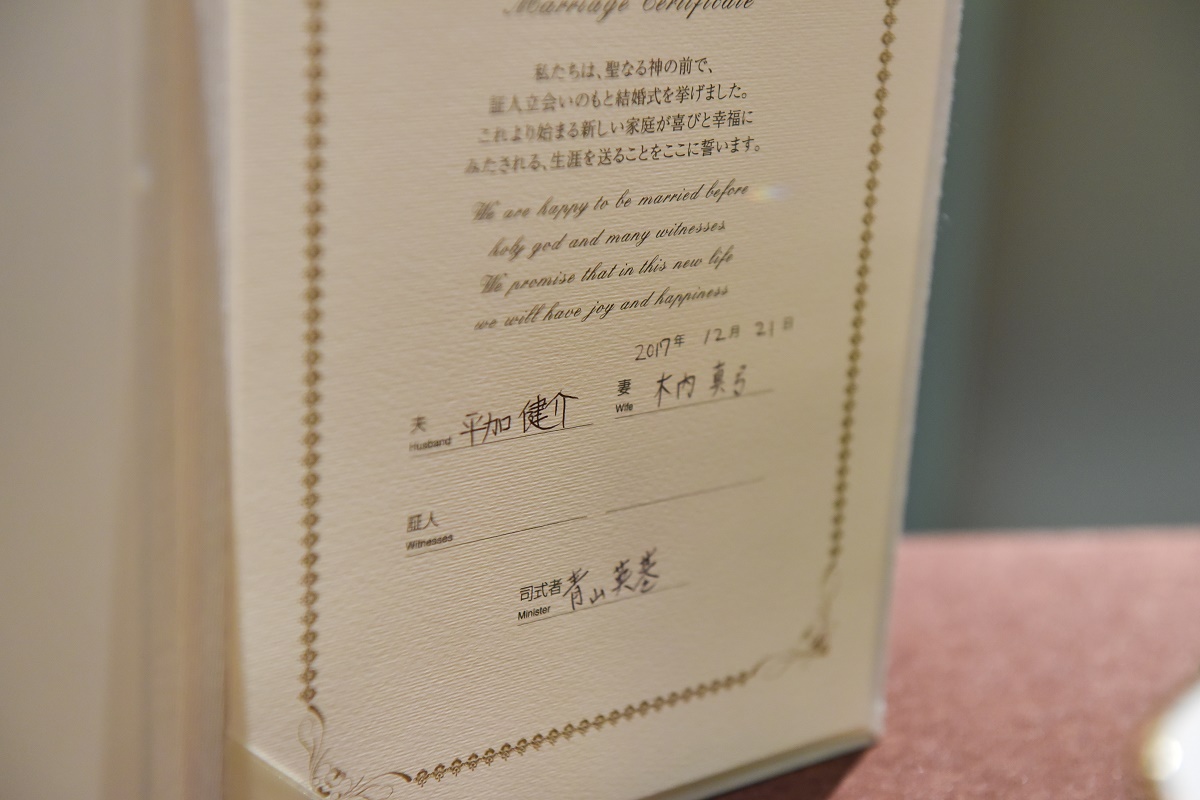 Marriage Certificate
私たちは、聖なる神の前で、
証人立会いのもと結婚式を挙げました。
これより始まる新しい家庭が喜びと幸福に
みたされる、生涯を送ることをここに誓います。
We are happy to be married before
holy god and many witnesses
We promise that in this new life
we will have joy and happiness
2017年 12月 21日
夫 Husband 平加 健介 妻 Wife 木内 真弓
証人 Witnesses
司式者 Minister 青山 英